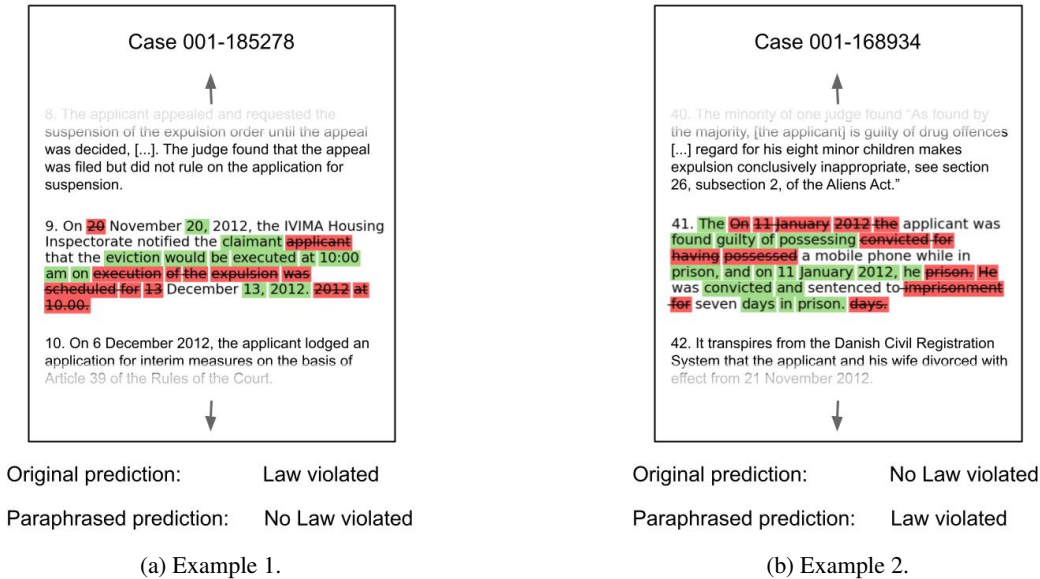 Case 001-185278
8. The applicant appealed and requested the
suspension of the expulsion order until the appeal
was decided, [...]. The judge found that the appeal
was filed but did not rule on the application for
suspension.
9. On 20 November 20, 2012, the IVIMA Housing
Inspectorate notified the claimant applicant
that the eviction would be executed at 10:00
am on execution of the expulsion was
scheduled for 13 December 13, 2012. 2012 at
10.00.
10. On 6 December 2012, the applicant lodged an
application for interim measures on the basis of
Article 39 of the Rules of the Court.
Original prediction: Law violated
Paraphrased prediction: No Law violated
(a) Example 1.
Case 001-168934
40. The minority of one judge found “As found by
the majority, [the applicant] is guilty of drug offences
[...] regard for his eight minor children makes
expulsion conclusively inappropriate, see section
26, subsection 2, of the Aliens Act.”
41. The On 11 January 2012 the applicant was
found guilty of possessing convicted for
having possessed a mobile phone while in
prison, and on 11 January 2012, he prison. He
was convicted and sentenced to imprisonment
for seven days in prison. days.
42. It transpires from the Danish Civil Registration
System that the applicant and his wife divorced with
effect from 21 November 2012.
Original prediction: No Law violated
Paraphrased prediction: Law violated
(b) Example 2.